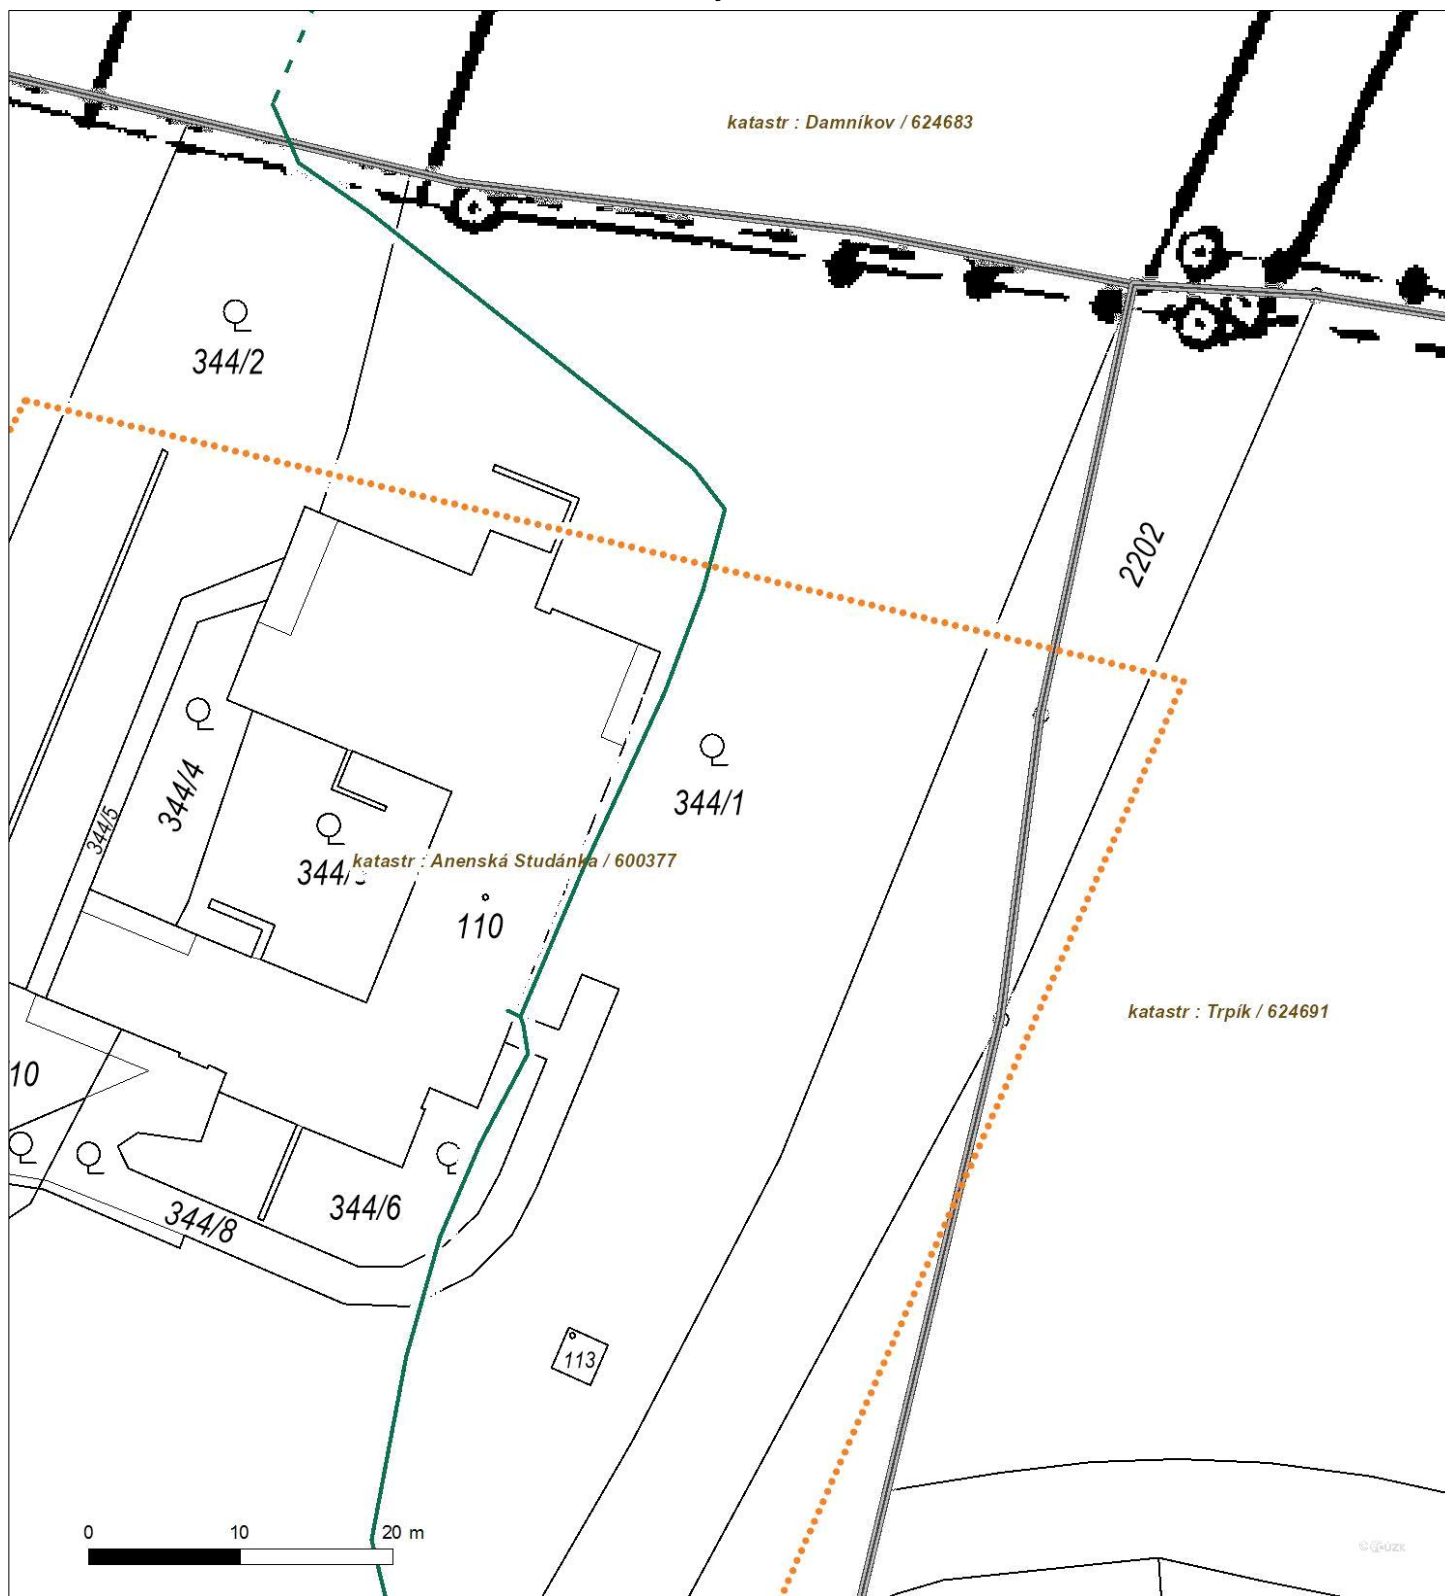 katastr : Damníkov / 624683
344/2
2202
344/4
344/1
344/5
katastr : Anenská Studánka / 600377
344/
110
katastr : Trpík / 624691
10
344/6
344/8
113
0 10 20 m